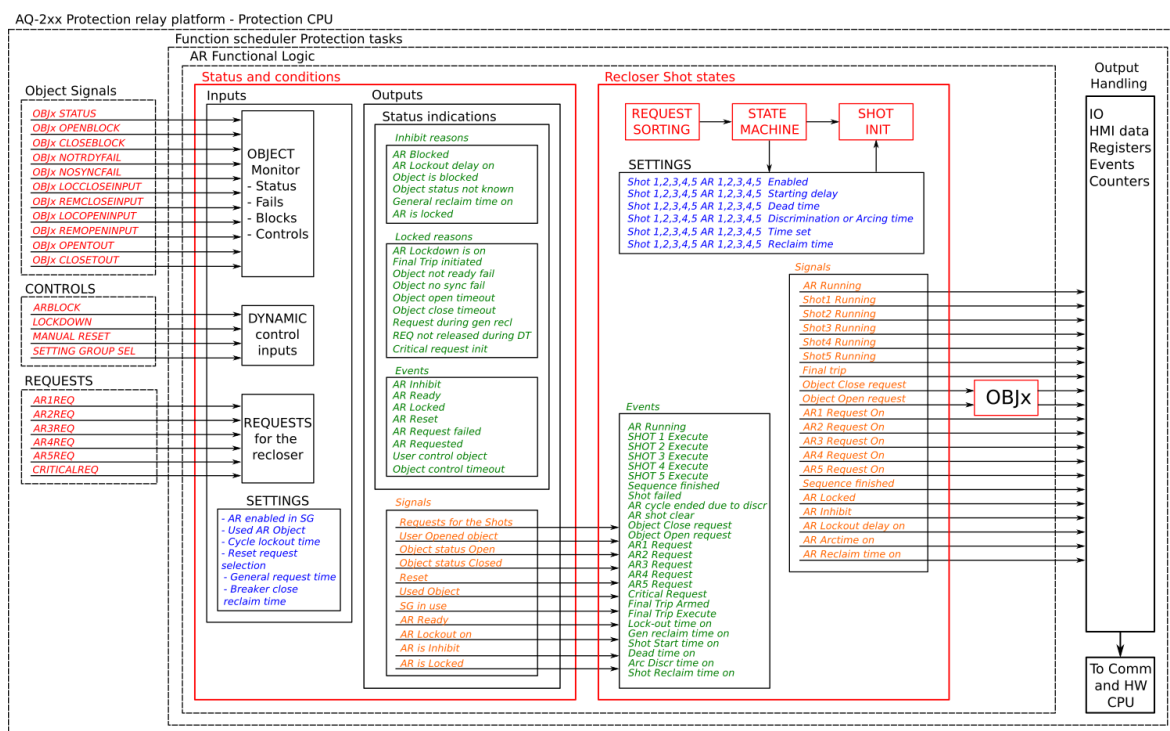 AQ-2xx Protection relay platform - Protection CPU
Function scheduler Protection tasks
AR Functional Logic
Object Signals
OBJx STATUS
OBJx OPENBLOCK
OBJx CLOSEBLOCK
OBJx NOTRDYFAIL
OBJx NOSYNCFAIL
OBJx LOCCLOSEINPUT
OBJx REMCLOSEINPUT
OBJx LOCOPENINPUT
OBJx REMOPENINPUT
OBJx OPENTOUT
OBJx CLOSETOUT
CONTROLS
ARBLOCK
LOCKDOWN
MANUAL RESET
SETTING GROUP SEL
REQUESTS
AR1REQ
AR2REQ
AR3REQ
AR4REQ
AR5REQ
CRITICALREQ
Status and conditions
Inputs
OBJECT
Monitor
- Status
- Fails
- Blocks
- Controls
DYNAMIC
control
inputs
REQUESTS
for the
recloser
SETTINGS
- AR enabled in SG
- Used AR Object
- Cycle lockout time
- Reset request
selection
- General request time
- Breaker close
reclaim time
Outputs
Status indications
Inhibit reasons
AR Blocked
AR Lockout delay on
Object is blocked
Object status not known
General reclaim time on
AR is locked
Locked reasons
AR Lockdown is on
Final Trip initiated
Object not ready fail
Object no sync fail
Object open timeout
Object close timeout
Request during gen recl
REQ not released during DT
Critical request init
Events
AR Inhibit
AR Ready
AR Locked
AR Reset
AR Request failed
AR Requested
User control object
Object control timeout
Signals
Requests for the Shots
User Opened object
Object status Open
Object status Closed
Reset
Used Object
SG in use
AR Ready
AR Lockout on
AR is Inhibit
AR is Locked
Recloser Shot states
REQUEST
SORTING
STATE
MACHINE
SHOT
INIT
SETTINGS
Shot 1,2,3,4,5 AR 1,2,3,4,5 Enabled
Shot 1,2,3,4,5 AR 1,2,3,4,5 Starting delay
Shot 1,2,3,4,5 AR 1,2,3,4,5 Dead time
Shot 1,2,3,4,5 AR 1,2,3,4,5 Discrimination or Arcing time
Shot 1,2,3,4,5 AR 1,2,3,4,5 Time set
Shot 1,2,3,4,5 AR 1,2,3,4,5 Reclaim time
Events
AR Running
SHOT 1 Execute
SHOT 2 Execute
SHOT 3 Execute
SHOT 4 Execute
SHOT 5 Execute
Sequence finished
Shot failed
AR cycle ended due to discr
AR shot clear
Object Close request
Object Open request
AR1 Request
AR2 Request
AR3 Request
AR4 Request
AR5 Request
Critical Request
Final Trip Armed
Final Trip Execute
Lock-out time on
Gen reclaim time on
Shot Start time on
Dead time on
Arc Discr time on
Shot Reclaim time on
Signals
AR Running
Shot1 Running
Shot2 Running
Shot3 Running
Shot4 Running
Shot5 Running
Final trip
Object Close request
Object Open request
AR1 Request On
AR2 Request On
AR3 Request On
AR4 Request On
AR5 Request On
Sequence finished
AR Locked
AR Inhibit
AR Lockout delay on
AR Arctime on
AR Reclaim time on
OBJx
Output
Handling
IO
HMI data
Registers
Events
Counters
To Comm
and HW
CPU